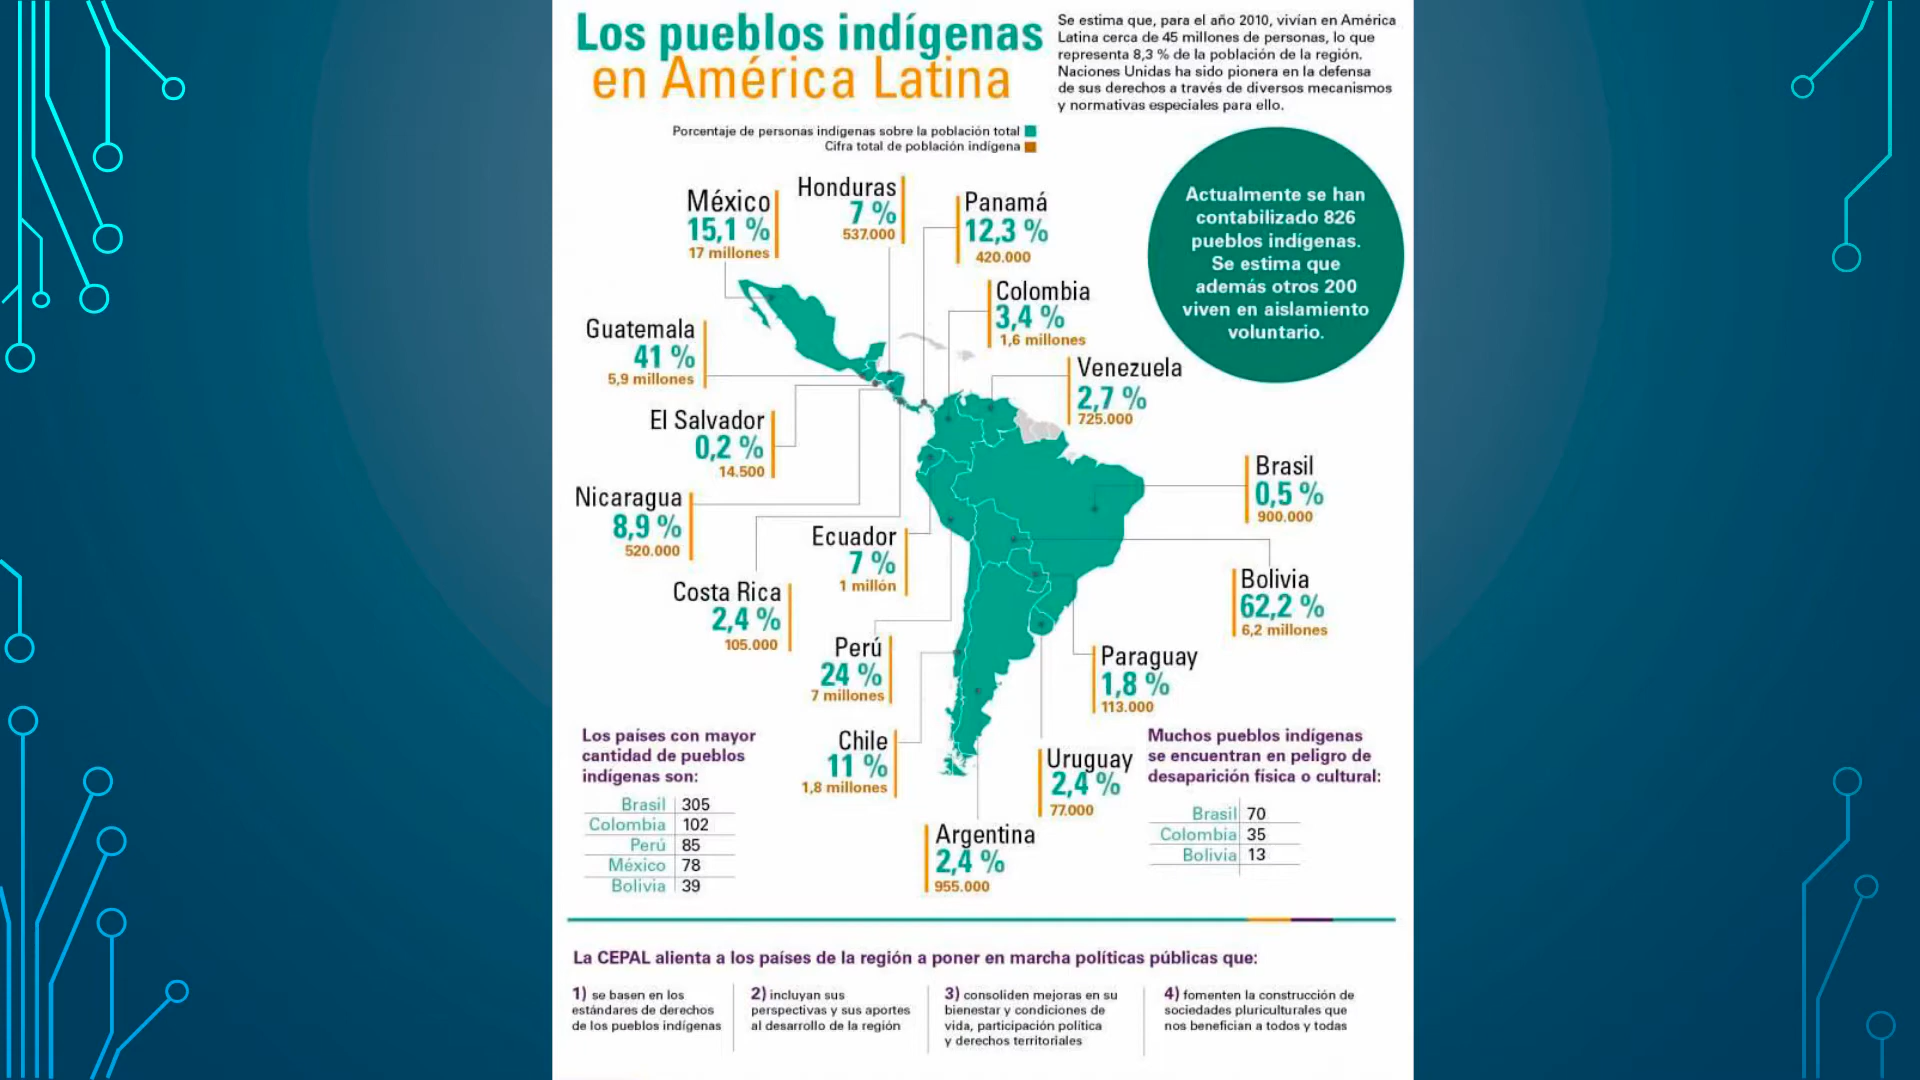 Los pueblos indígenas
en América Latina
Se estima que, para el año 2010, vivían en América
Latina cerca de 45 millones de personas, lo que
representa 8,3 % de la población de la región.
Naciones Unidas ha sido pionera en la defensa
de sus derechos a través de diversos mecanismos
y normativas especiales para ello.
Porcentaje de personas indígenas sobre la población total
Cifra total de población indígena
Actualmente se han
contabilizado 826
pueblos indígenas.
Se estima que
además otros 200
viven en aislamiento
voluntario.
México
15,1 %
17 millones
Honduras
7 %
537.000
Panamá
12,3 %
420.000
Colombia
3,4 %
1,6 millones
Guatemala
41 %
5,9 millones
Venezuela
2,7 %
725.000
El Salvador
0,2 %
14.500
Brasil
0,5 %
900.000
Nicaragua
8,9 %
520.000
Ecuador
7 %
1 millón
Bolivia
62,2 %
6,2 millones
Costa Rica
2,4 %
105.000
Perú
24 %
7 millones
Paraguay
1,8 %
113.000
Chile
11 %
1,8 millones
Uruguay
2,4 %
77.000
Argentina
2,4 %
955.000
Los países con mayor
cantidad de pueblos
indígenas son:
Brasil 305
Colombia 102
Perú 85
México 78
Bolivia 39
Muchos pueblos indígenas
se encuentran en peligro de
desaparición física o cultural:
Brasil 70
Colombia 35
Bolivia 13
La CEPAL alienta a los países de la región a poner en marcha políticas públicas que:
1) se basen en los
estándares de derechos
de los pueblos indígenas
2) incluyan sus
perspectivas y sus aportes
al desarrollo de la región
3) consoliden mejoras en su
bienestar y condiciones de
vida, participación política
y derechos territoriales
4) fomenten la construcción de
sociedades pluriculturales que
nos benefician a todos y todas